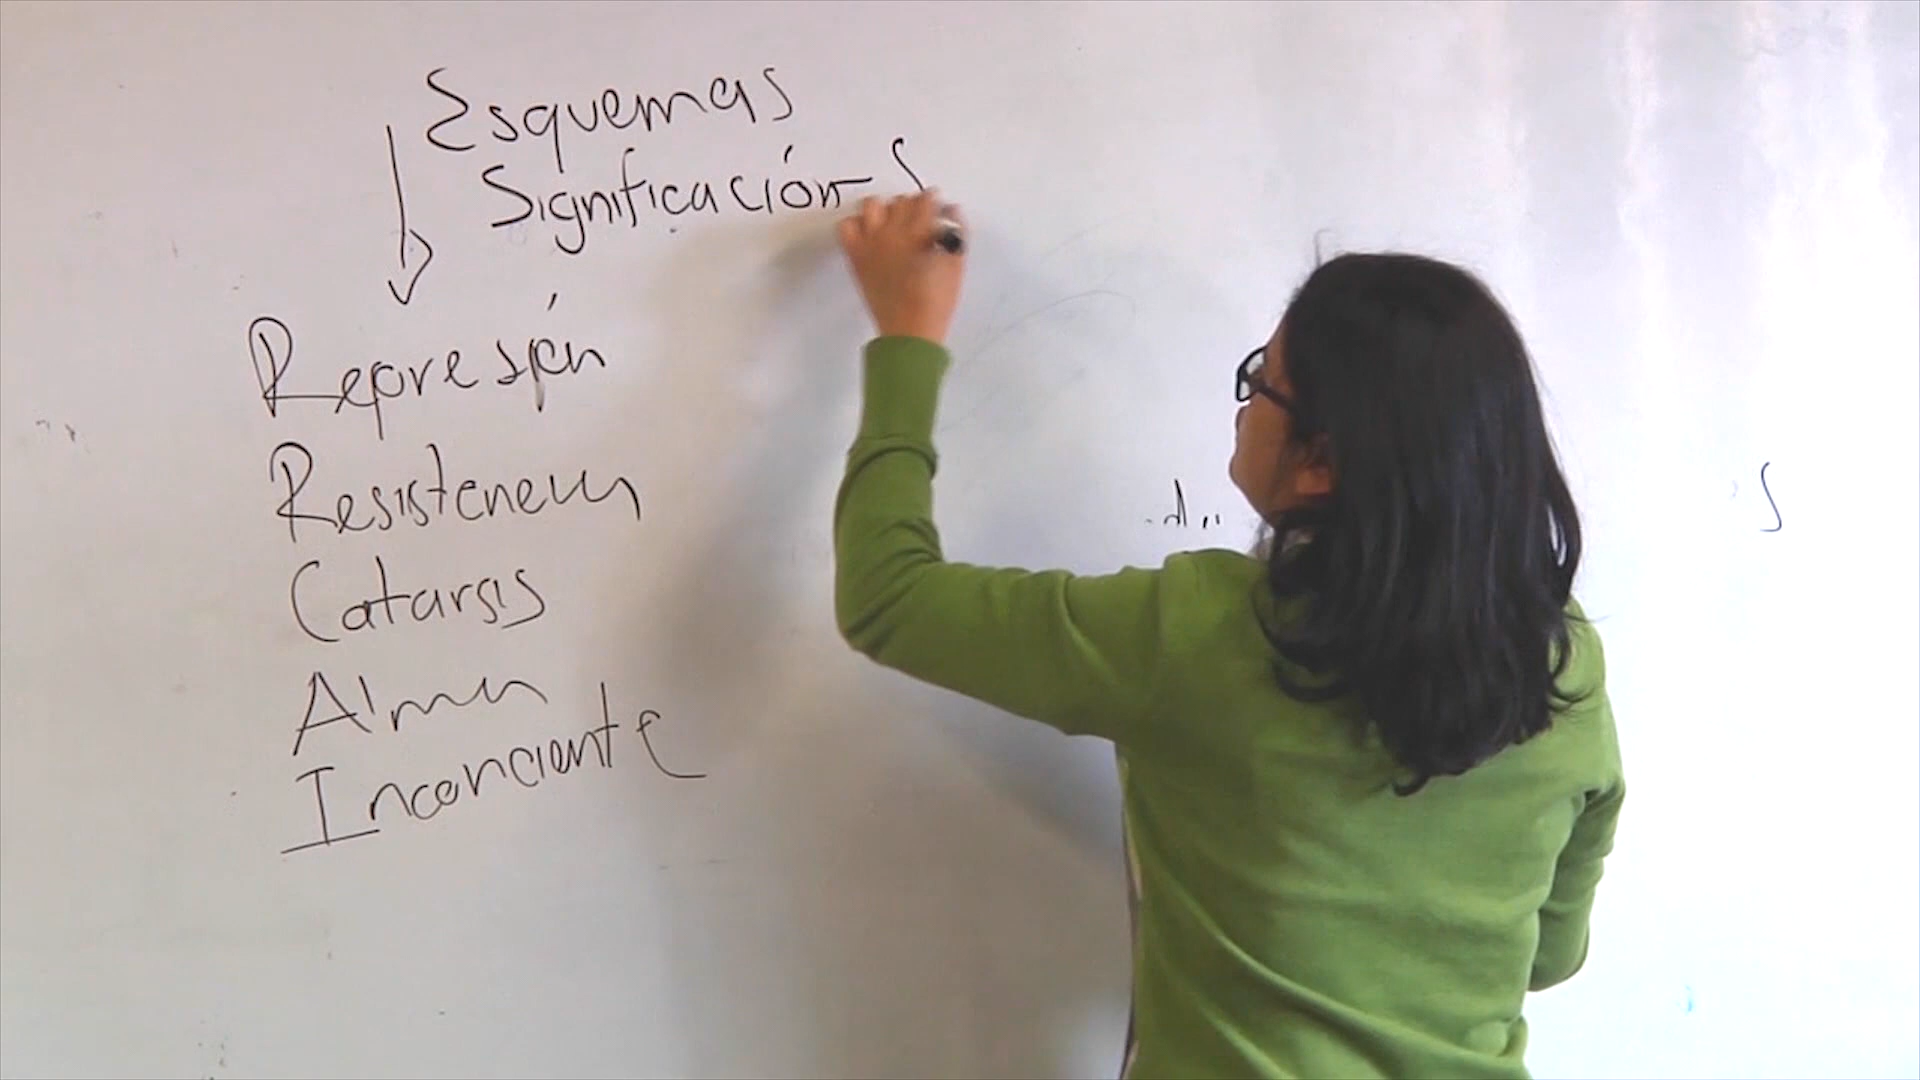 Esquemas
Significación - S
Represión
Resistencia
Catarsis
Alma
Inconciente
S